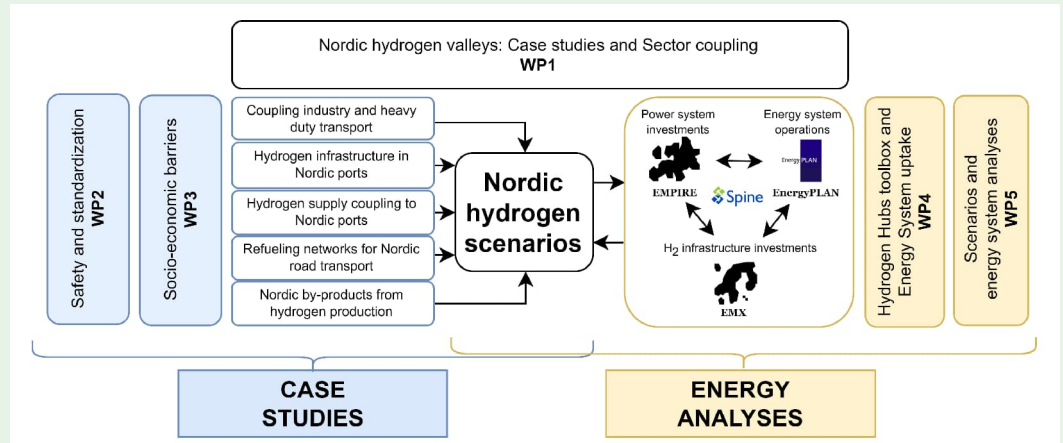 Nordic hydrogen valleys: Case studies and Sector coupling
WP1
Safety and standardization
WP2
Socio-economic barriers
WP3
Coupling industry and heavy
duty transport
Hydrogen infrastructure in
Nordic ports
Hydrogen supply coupling to
Nordic ports
Refueling networks for Nordic
road transport
Nordic by-products from
hydrogen production
Nordic
hydrogen
scenarios
Power system
investments
EMPIRE
Energy system
operations
EnergyPLAN
EnergyPLAN
Spine
H2 infrastructure investments
EMX
Hydrogen Hubs toolbox and
Energy System uptake
WP4
Scenarios and
energy system analyses
WP5
CASE
STUDIES
ENERGY
ANALYSES